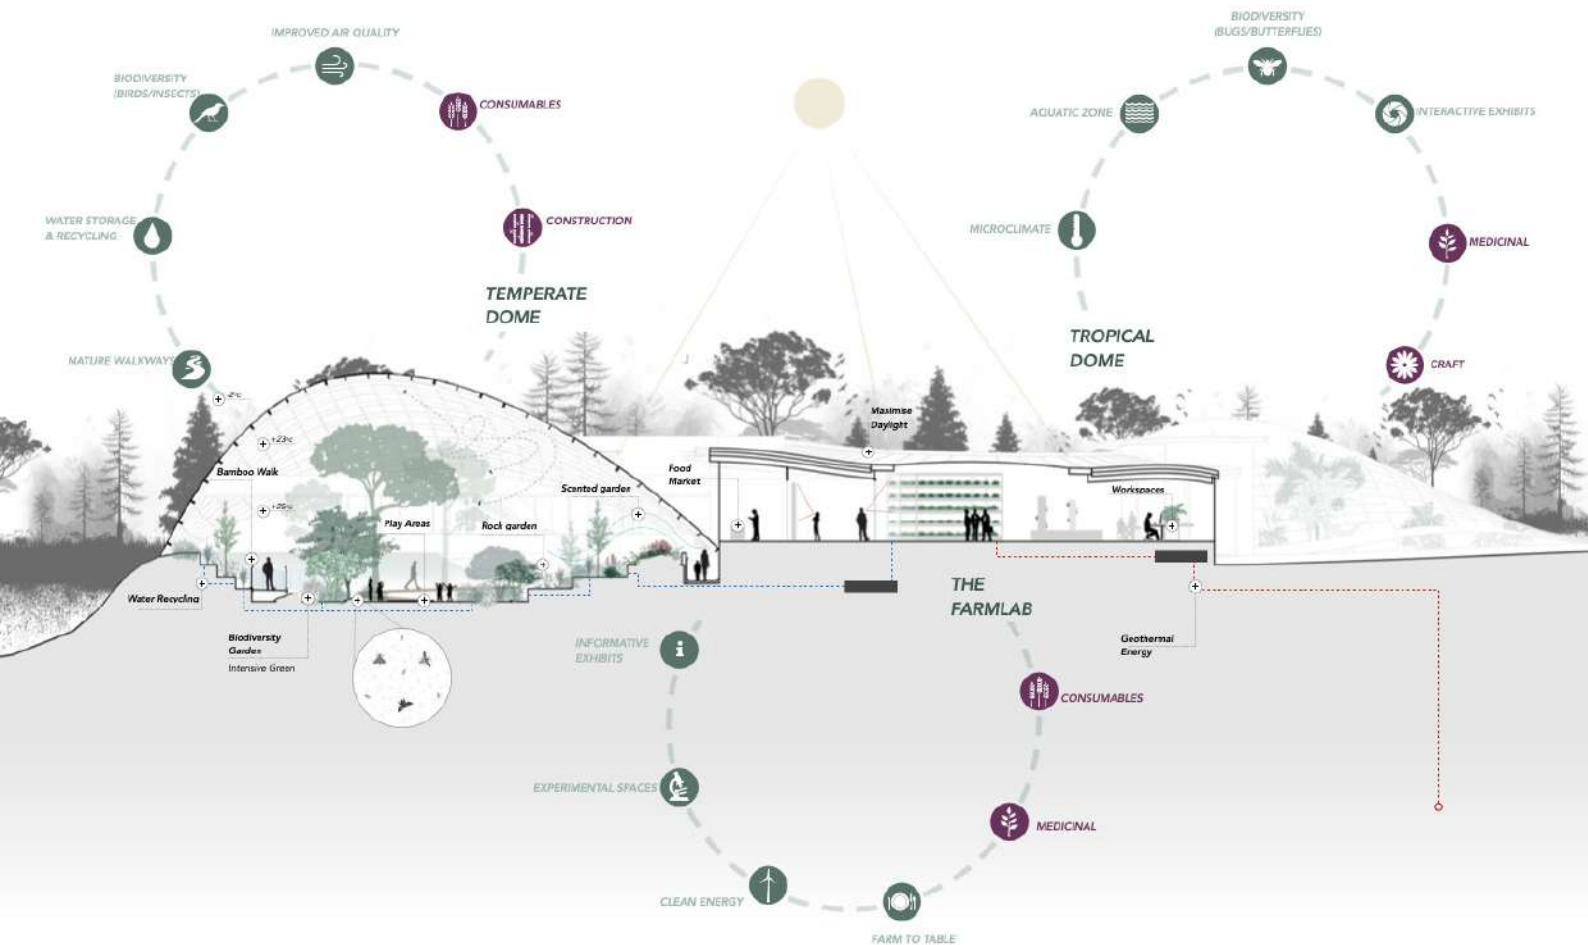 IMPROVED AIR QUALITY
BIODIVERSITY
(BIRDS/INSECTS)
CONSUMABLES
WATER STORAGE
& RECYCLING
CONSTRUCTION
TEMPERATE
DOME
NATURE WALKWAYS
BIODIVERSITY
(BUGS/BUTTERFLIES)
AQUATIC ZONE
INTERACTIVE EXHIBITS
MICROCLIMATE
MEDICINAL
TROPICAL
DOME
CRAFT
+23°c
Bamboo Walk
Play Areas
Rock garden
Scented garden
Food
Market
Maximise
Daylight
Workspaces
Water Recycling
Biodiversity
Garden
Intensive Green
THE
FARMLAB
Geothermal
Energy
INFORMATIVE
EXHIBITS
CONSUMABLES
EXPERIMENTAL SPACES
MEDICINAL
CLEAN ENERGY
FARM TO TABLE